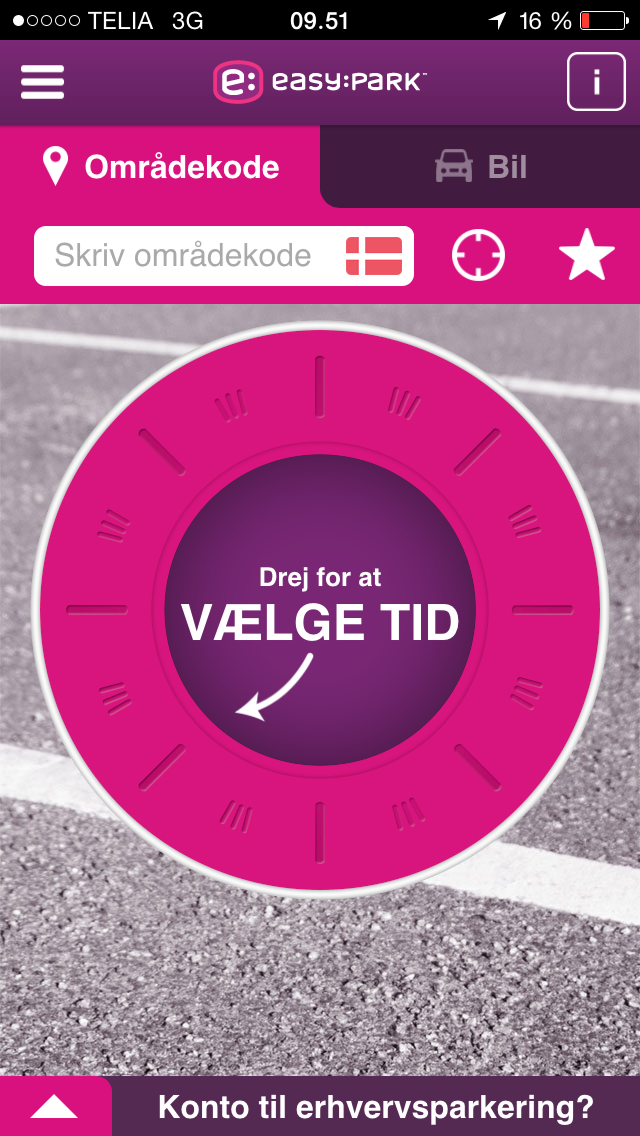 TELIA 3G 09.51 16 %
e: easy:PARK i
Områdekode Bil
Skriv områdekode
Drej for at
VÆLGE TID
Konto til erhvervsparkering?